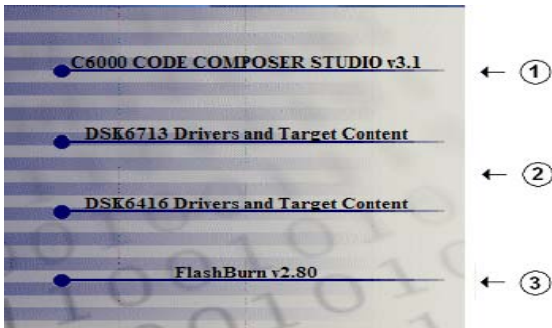 C6000 CODE COMPOSER STUDIO v3.1
1
DSK6713 Drivers and Target Content
2
DSK6416 Drivers and Target Content
FlashBurn v2.80
3